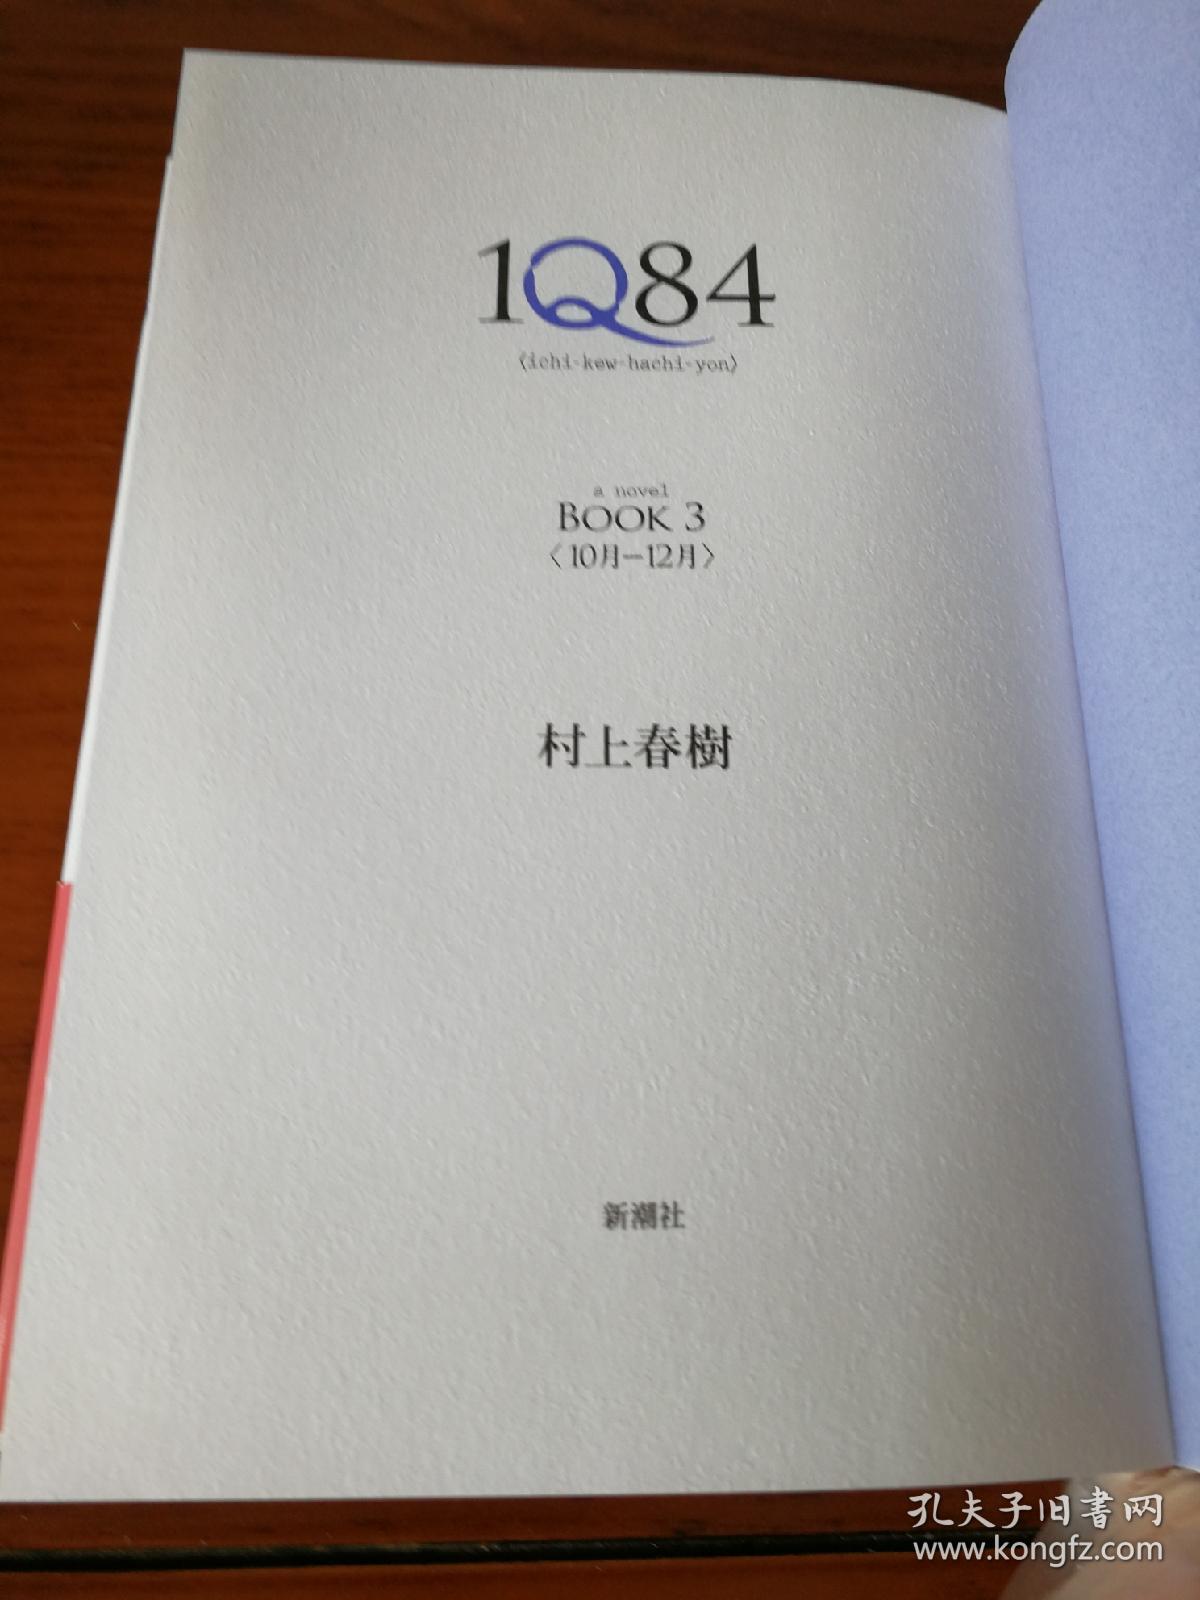 1Q84
〈ichi-kew-hachi-yon〉
a novel
BOOK 3
〈10月―12月〉
村上春樹
新潮社
孔夫子旧書网
www.kongfz.com